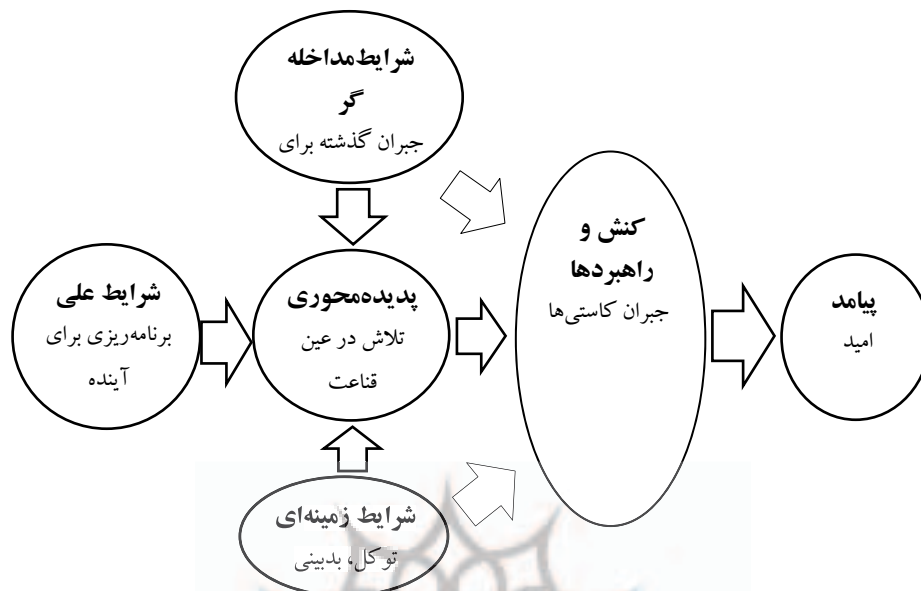 شرایط مداخله
گر
جبران گذشته برای
شرایط علی
برنامه‌ریزی برای
آینده
پدیده‌محوری
تلاش در عین
قناعت
کنش و
راهبردها
جبران کاستی‌ها
پیامد
امید
شرایط زمینه‌ای
توکل، بدبینی